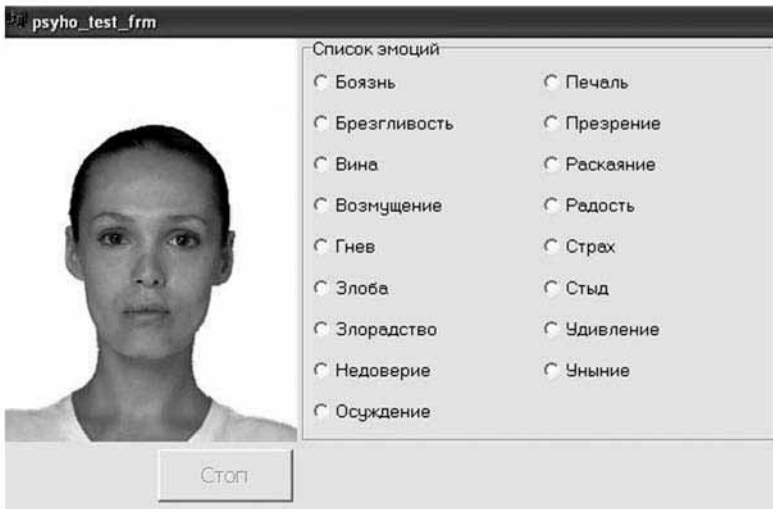 psyho_test_frm
Список эмоций
Боязнь
Брезгливость
Вина
Возмущение
Гнев
Злоба
Злорадство
Недоверие
Осуждение
Печаль
Презрение
Раскаяние
Радость
Страх
Стыд
Удивление
Уныние
Стоп